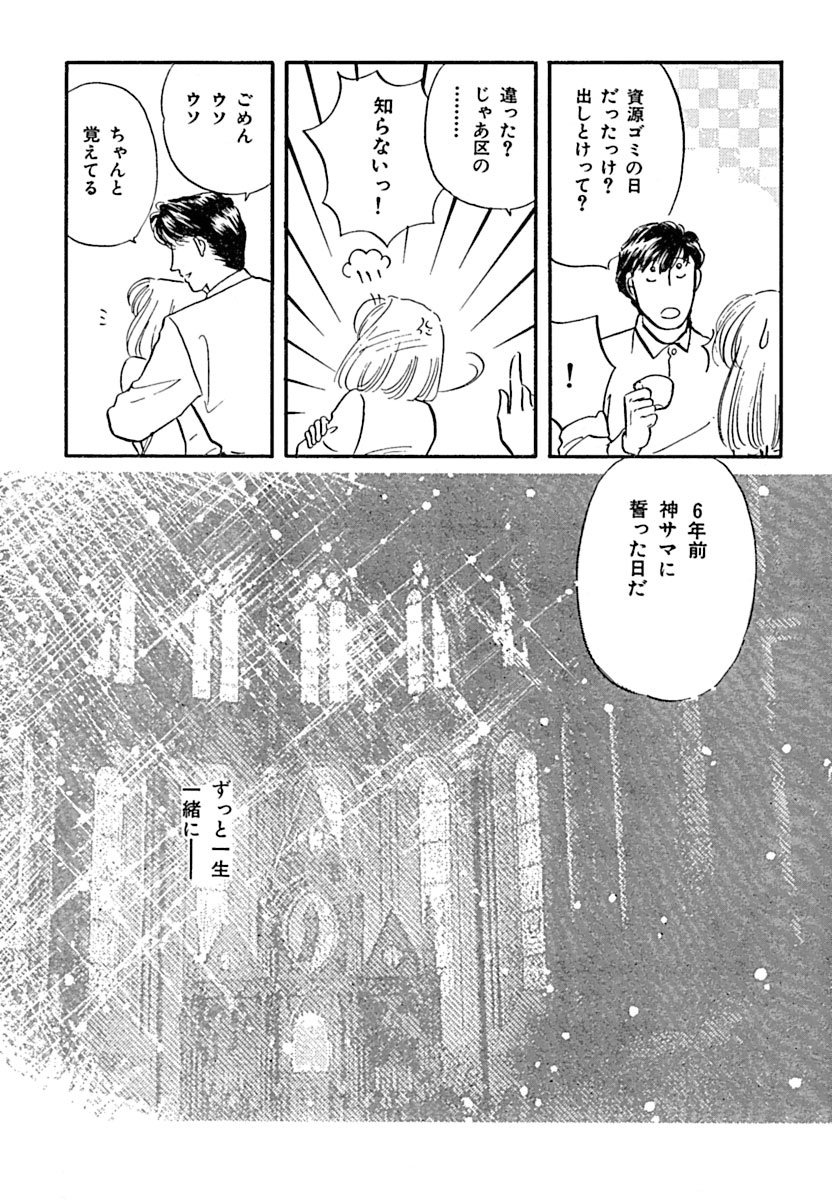 資源ゴミの日
だったっけ?
出しとけって?
!
違った?
じゃあ区の
………
知らないっ!
ごめん
ウソ
ウソ
ちゃんと
覚えてる
6年前
神サマに
誓った日だ
ずっと一生
一緒に――